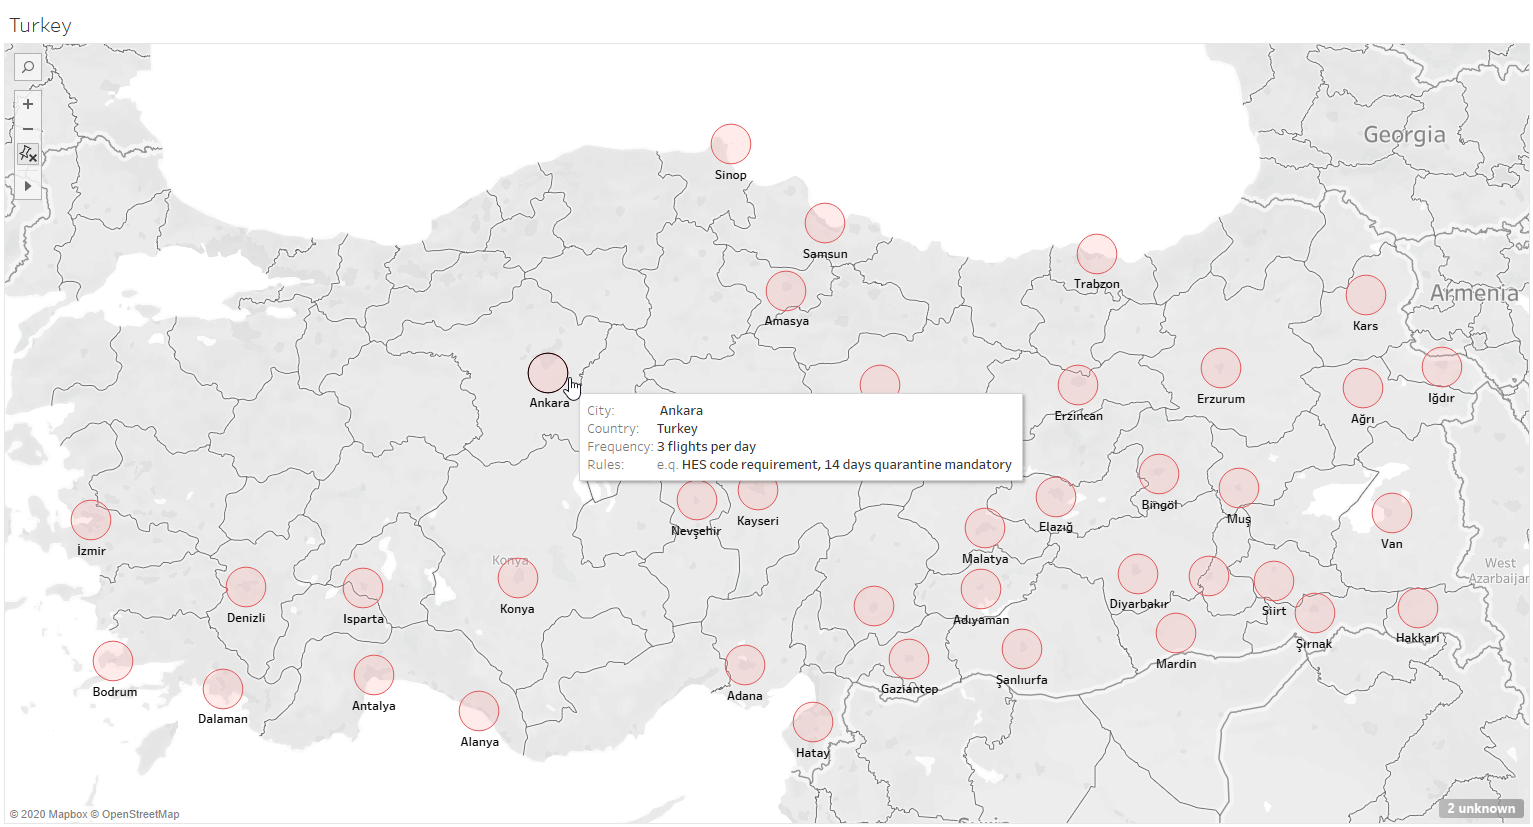 Turkey
Georgia
Sinop
Samsun
Trabzon
Armenia
Amasya
Kars
Ankara
Iğdır
Erzurum
Erzincan
Ağrı
City: Ankara
Country: Turkey
Frequency: 3 flights per day
Rules: e.q. HES code requirement, 14 days quarantine mandatory
Bingöl
Kayseri
Muş
Elazığ
Nevşehir
Van
İzmir
Malatya
Konya
West
Azarbaijan
Diyarbakır
Konya
Siirt
Denizli
Isparta
Adıyaman
Hakkari
Şırnak
Mardin
Şanlıurfa
Gaziantep
Bodrum
Adana
Antalya
Dalaman
Alanya
Hatay
2 unknown
© 2020 Mapbox © OpenStreetMap